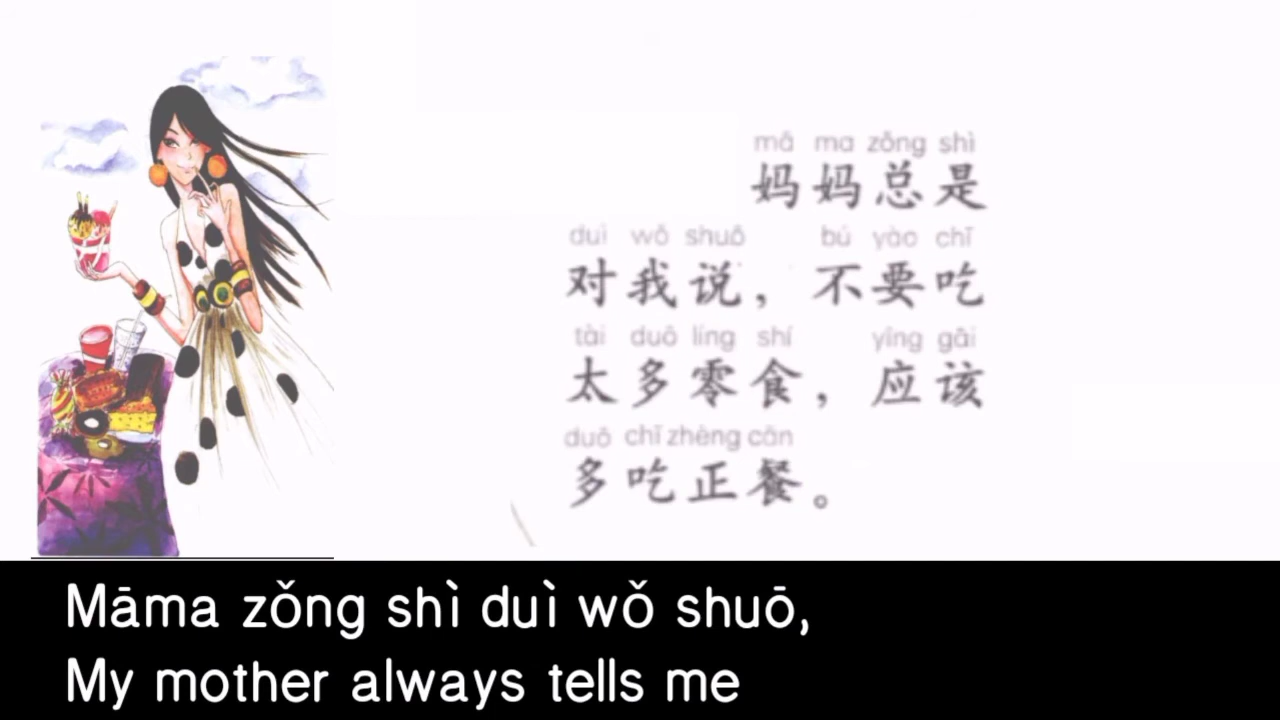 mā ma zǒng shì
妈妈总是
duì wǒ shuō bú yào chī
对我说，不要吃
tài duō líng shí yīng gāi
太多零食，应该
duō chī zhèng cān
多吃正餐。
Māma zǒng shì duì wǒ shuō,
My mother always tells me